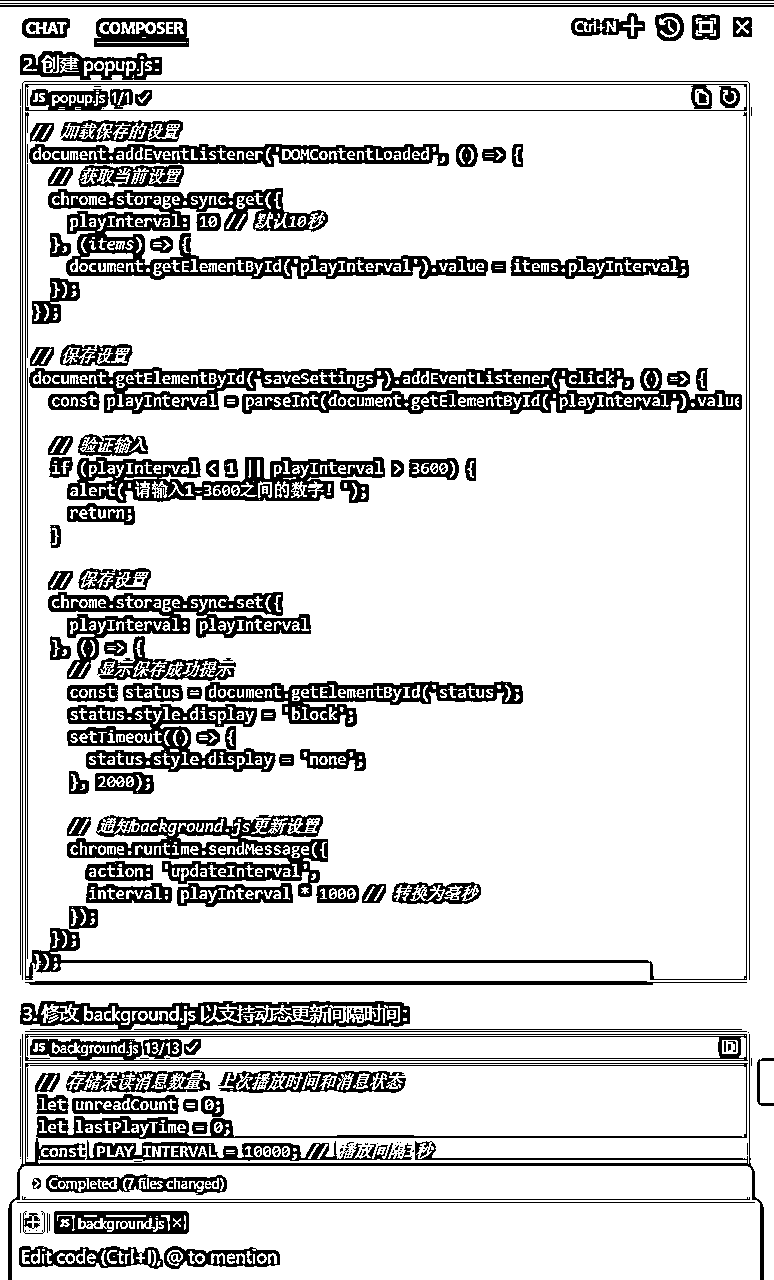 CHAT COMPOSER Ctrl+N
2. 创建 popup.js:
JS popup.js 1/1
// 加载保存的设置
document.addEventListener('DOMContentLoaded', () => {
// 获取当前设置
chrome.storage.sync.get({
playInterval: 10 // 默认10秒
}, (items) => {
document.getElementById('playInterval').value = items.playInterval;
});
});
// 保存设置
document.getElementById('saveSettings').addEventListener('click', () => {
const playInterval = parseInt(document.getElementById('playInterval').value
// 验证输入
if (playInterval < 1 || playInterval > 3600) {
alert('请输入1-3600之间的数字！');
return;
}
// 保存设置
chrome.storage.sync.set({
playInterval: playInterval
}, () => {
// 显示保存成功提示
const status = document.getElementById('status');
status.style.display = 'block';
setTimeout(() => {
status.style.display = 'none';
}, 2000);
// 通知background.js更新设置
chrome.runtime.sendMessage({
action: 'updateInterval',
interval: playInterval * 1000 // 转换为毫秒
});
});
});
3. 修改 background.js 以支持动态更新间隔时间:
JS background.js 13/13
// 存储未读消息数量、上次播放时间和消息状态
let unreadCount = 0;
let lastPlayTime = 0;
const PLAY_INTERVAL = 10000; // 播放间隔3秒
Completed (7 files changed)
JS background.js
Edit code (Ctrl+I), @ to mention